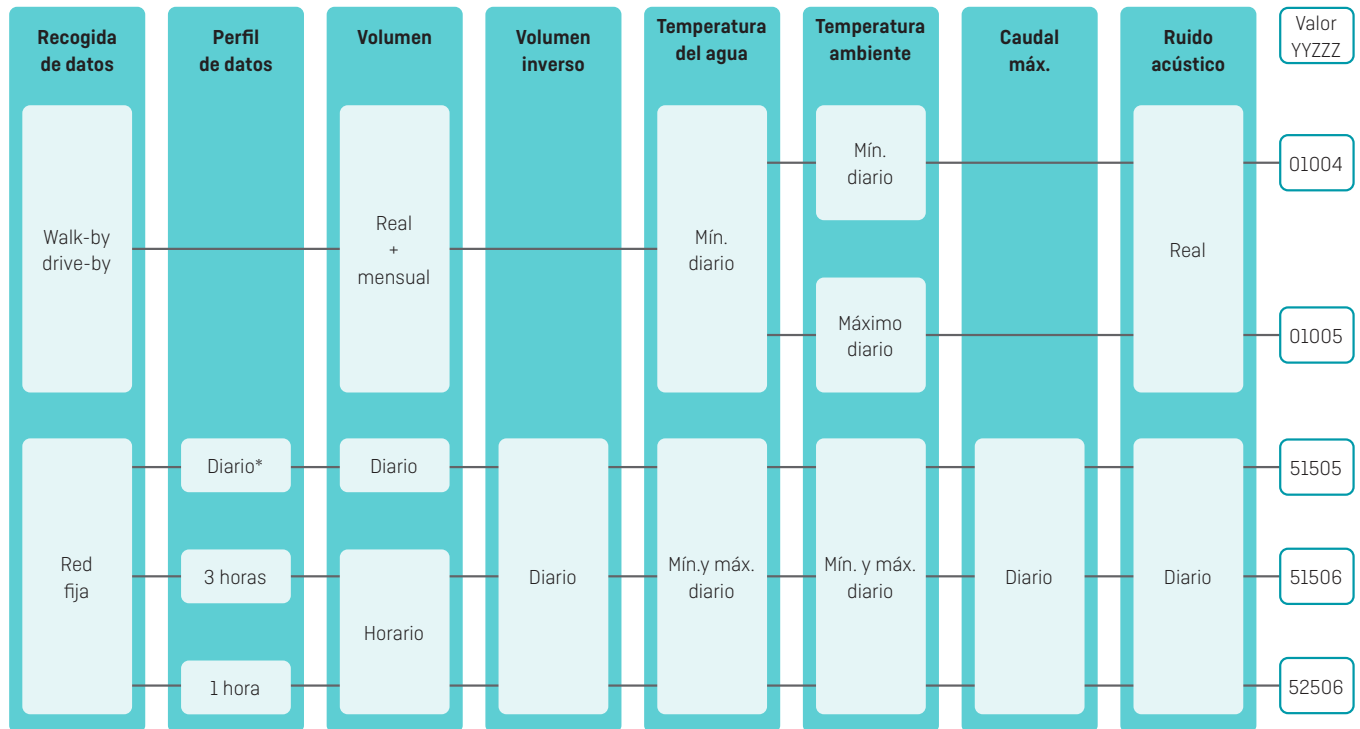 Recogida
de datos
Perfil
de datos
Volumen
Volumen
inverso
Temperatura
del agua
Temperatura
ambiente
Caudal
máx.
Ruido
acústico
Valor
YYZZZ
Walk-by
drive-by
Real
+
mensual
Mín.
diario
Mín.
diario
Máximo
diario
Real
01004
01005
Red
fija
Diario*
3 horas
1 hora
Diario
Horario
Diario
Mín.y máx.
diario
Mín. y máx.
diario
Diario
Diario
51505
51506
52506